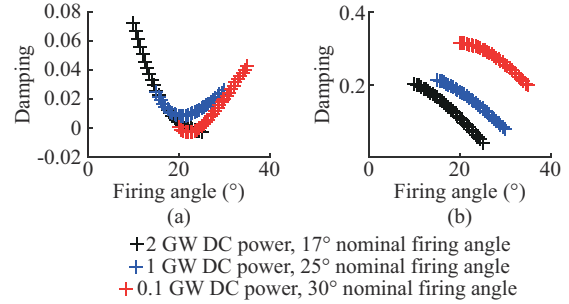 0.08
0.06
0.04
0.02
0
-0.02
Damping
0
20
40
Firing angle (°)
(a)
0.4
0.2
Damping
0
20
40
Firing angle (°)
(b)
2 GW DC power, 17° nominal firing angle
1 GW DC power, 25° nominal firing angle
0.1 GW DC power, 30° nominal firing angle